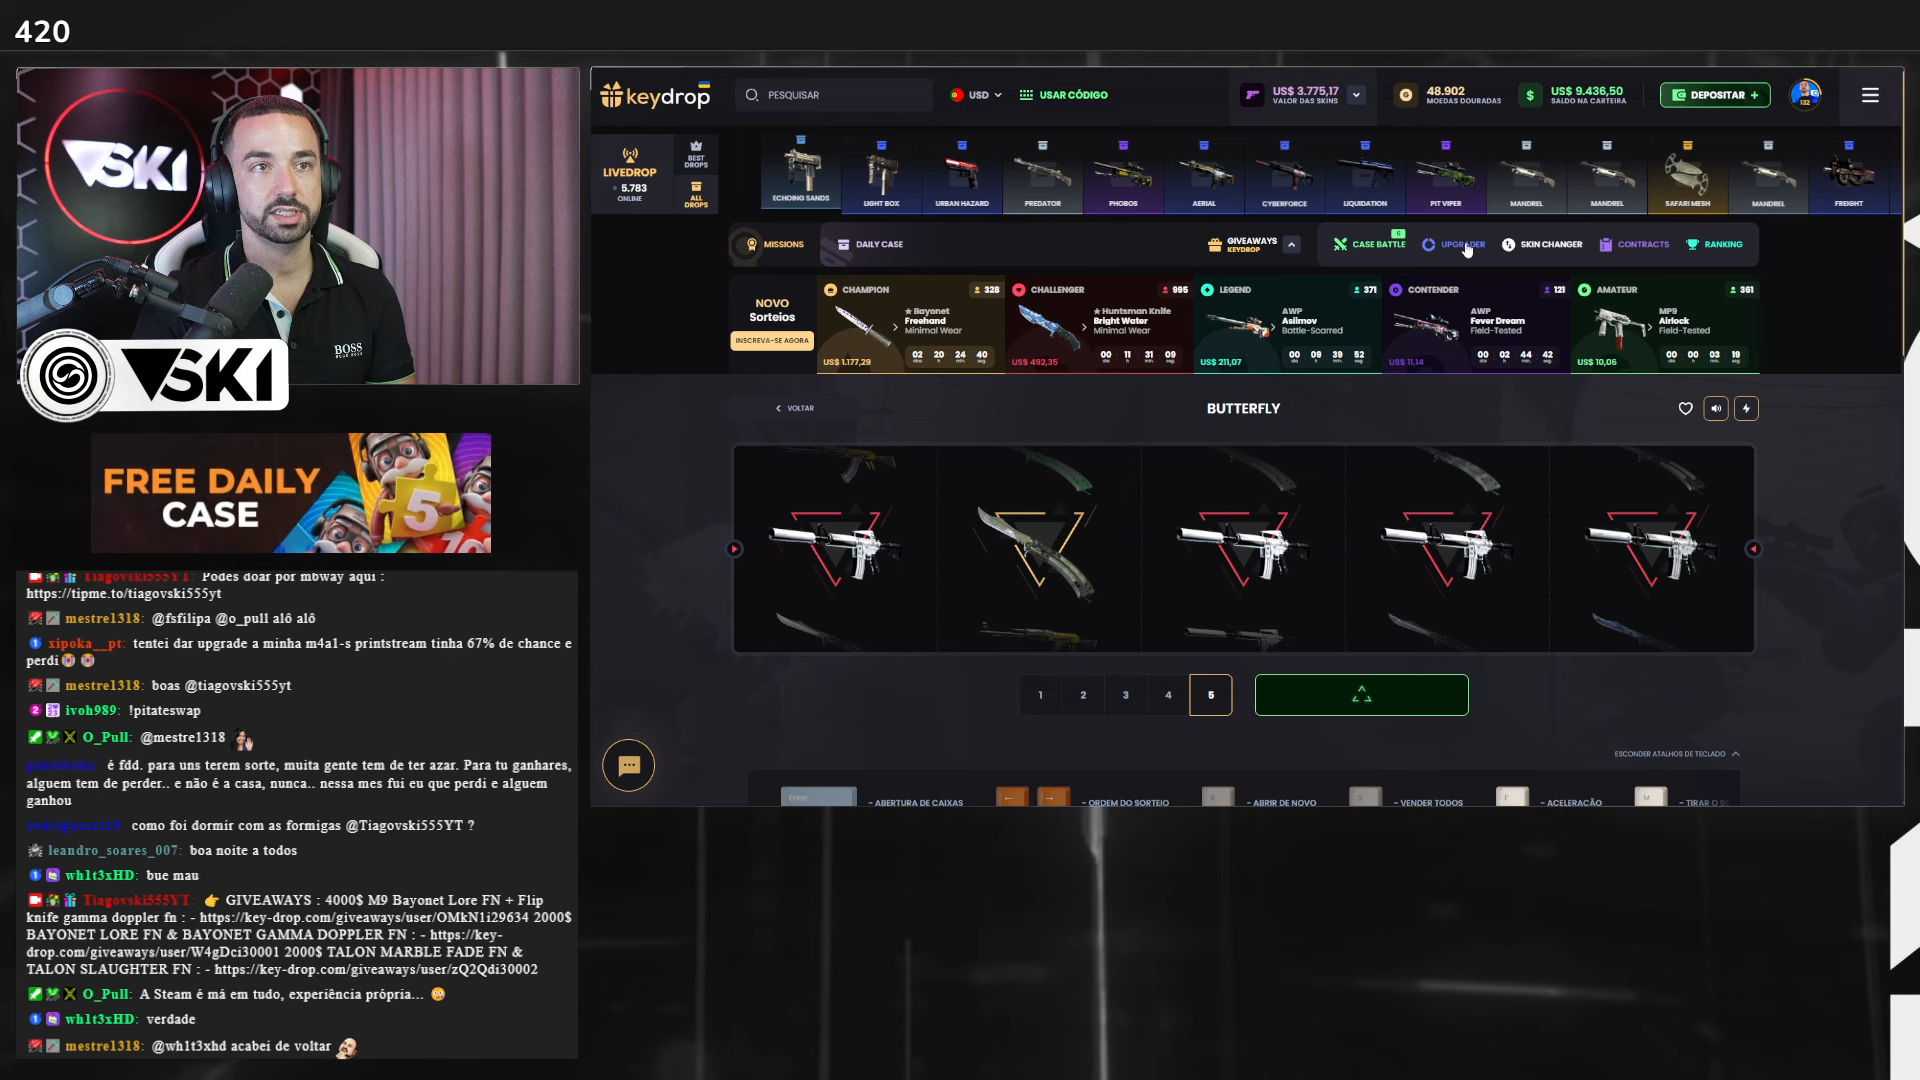 420
VSKI
BOSS
HUGO BOSS
VSKI
FREE DAILY
CASE
5
10
Tiagovski555YT: Podes doar por mbway aqui :
https://tipme.to/tiagovski555yt
mestre1318: @fsfilipa @o_pull alô alô
xipoka__pt: tentei dar upgrade a minha m4a1-s printstream tinha 67% de chance e
perdi
mestre1318: boas @tiagovski555yt
ivoh989: !pitateswap
O_Pull: @mestre1318
é fdd. para uns terem sorte, muita gente tem de ter azar. Para tu ganhares,
alguem tem de perder.. e não é a casa, nunca.. nessa mes fui eu que perdi e alguem
ganhou
como foi dormir com as formigas @Tiagovski555YT ?
leandro_soares_007: boa noite a todos
wh1t3xHD: bue mau
Tiagovski555YT: GIVEAWAYS : 4000$ M9 Bayonet Lore FN + Flip
knife gamma doppler fn : - https://key-drop.com/giveaways/user/OMkN1i29634 2000$
BAYONET LORE FN & BAYONET GAMMA DOPPLER FN : - https://key-
drop.com/giveaways/user/W4gDci30001 2000$ TALON MARBLE FADE FN &
TALON SLAUGHTER FN : - https://key-drop.com/giveaways/user/zQ2Qdi30002
O_Pull: A Steam é má em tudo, experiência própria...
wh1t3xHD: verdade
mestre1318: @wh1t3xhd acabei de voltar
keydrop
PESQUISAR
USD
USAR CÓDIGO
US$ 3.775,17
VALOR DAS SKINS
48.902
MOEDAS DOURADAS
US$ 9.436,50
SALDO NA CARTEIRA
DEPOSITAR +
132
LIVEDROP
5.783
ONLINE
BEST
DROPS
ALL
DROPS
ECHOING SANDS
LIGHT BOX
URBAN HAZARD
PREDATOR
PHOBOS
AERIAL
CYBERFORCE
LIQUIDATION
PIT VIPER
MANDREL
MANDREL
SAFARI MESH
MANDREL
FREIGHT
MISSIONS
DAILY CASE
GIVEAWAYS
KEYDROP
CASE BATTLE
UPGRADER
SKIN CHANGER
CONTRACTS
RANKING
NOVO
Sorteios
INSCREVA-SE AGORA
CHAMPION
328
★ Bayonet
Freehand
Minimal Wear
US$ 1.177,29
02 20 24 40
CHALLENGER
995
★ Huntsman Knife
Bright Water
Minimal Wear
US$ 492,35
00 11 31 09
LEGEND
371
AWP
Asiimov
Battle-Scarred
US$ 211,07
00 09 39 52
CONTENDER
121
AWP
Fever Dream
Field-Tested
US$ 11,14
00 02 44 42
AMATEUR
361
MP9
Airlock
Field-Tested
US$ 10,06
00 00 03 19
VOLTAR
BUTTERFLY
1
2
3
4
5
ESCONDER ATALHOS DE TECLADO
Enter
- ABERTURA DE CAIXAS
← →
- ORDEM DO SORTEIO
R
- ABRIR DE NOVO
S
- VENDER TODOS
F
- ACELERAÇÃO
M
- TIRAR O SO